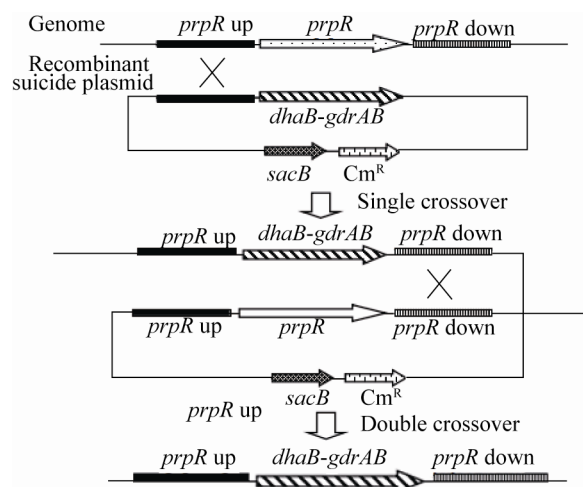 Genome
prpR up prpR prpR down
Recombinant
suicide plasmid
dhaB-gdrAB
sacB CmR
Single crossover
prpR up dhaB-gdrAB prpR down
prpR up prpR prpR down
sacB CmR
prpR up
Double crossover
prpR up dhaB-gdrAB prpR down